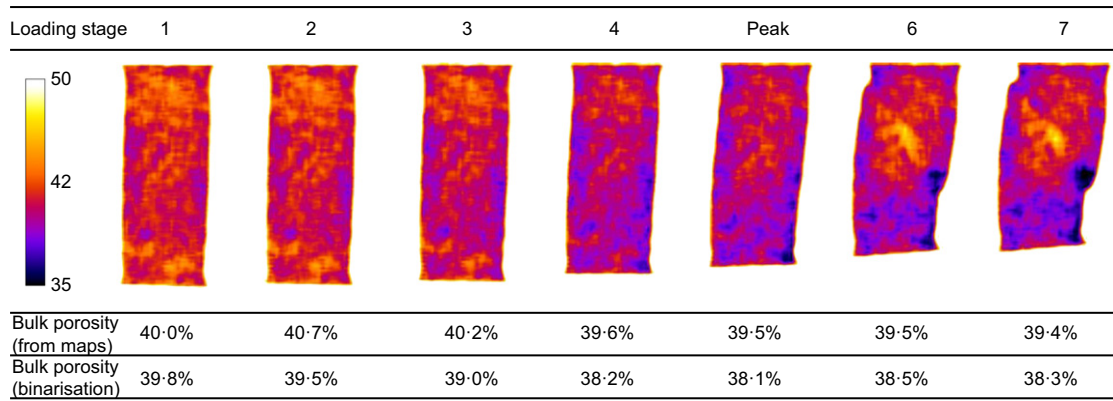 Loading stage 1 2 3 4 Peak 6 7
50
42
35
Bulk porosity
(from maps) 40·0% 40·7% 40·2% 39·6% 39·5% 39·5% 39·4%
Bulk porosity
(binarisation) 39·8% 39·5% 39·0% 38·2% 38·1% 38·5% 38·3%